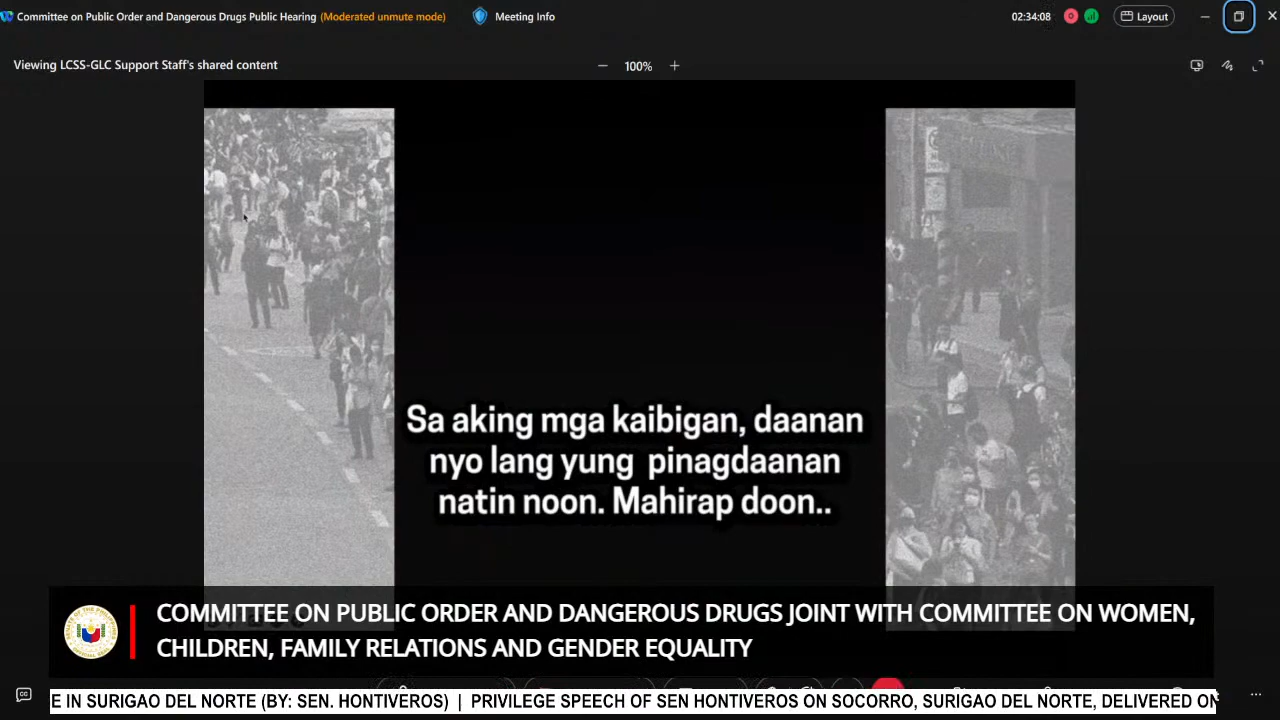 Committee on Public Order and Dangerous Drugs Public Hearing (Moderated unmute mode) Meeting Info 02:34:08 Layout
Viewing LCSS-GLC Support Staff's shared content 100%
Sa aking mga kaibigan, daanan
nyo lang yung pinagdaanan
natin noon. Mahirap doon..
COMMITTEE ON PUBLIC ORDER AND DANGEROUS DRUGS JOINT WITH COMMITTEE ON WOMEN,
CHILDREN, FAMILY RELATIONS AND GENDER EQUALITY
E IN SURIGAO DEL NORTE (BY: SEN. HONTIVEROS) | PRIVILEGE SPEECH OF SEN HONTIVEROS ON SOCORRO, SURIGAO DEL NORTE, DELIVERED ON